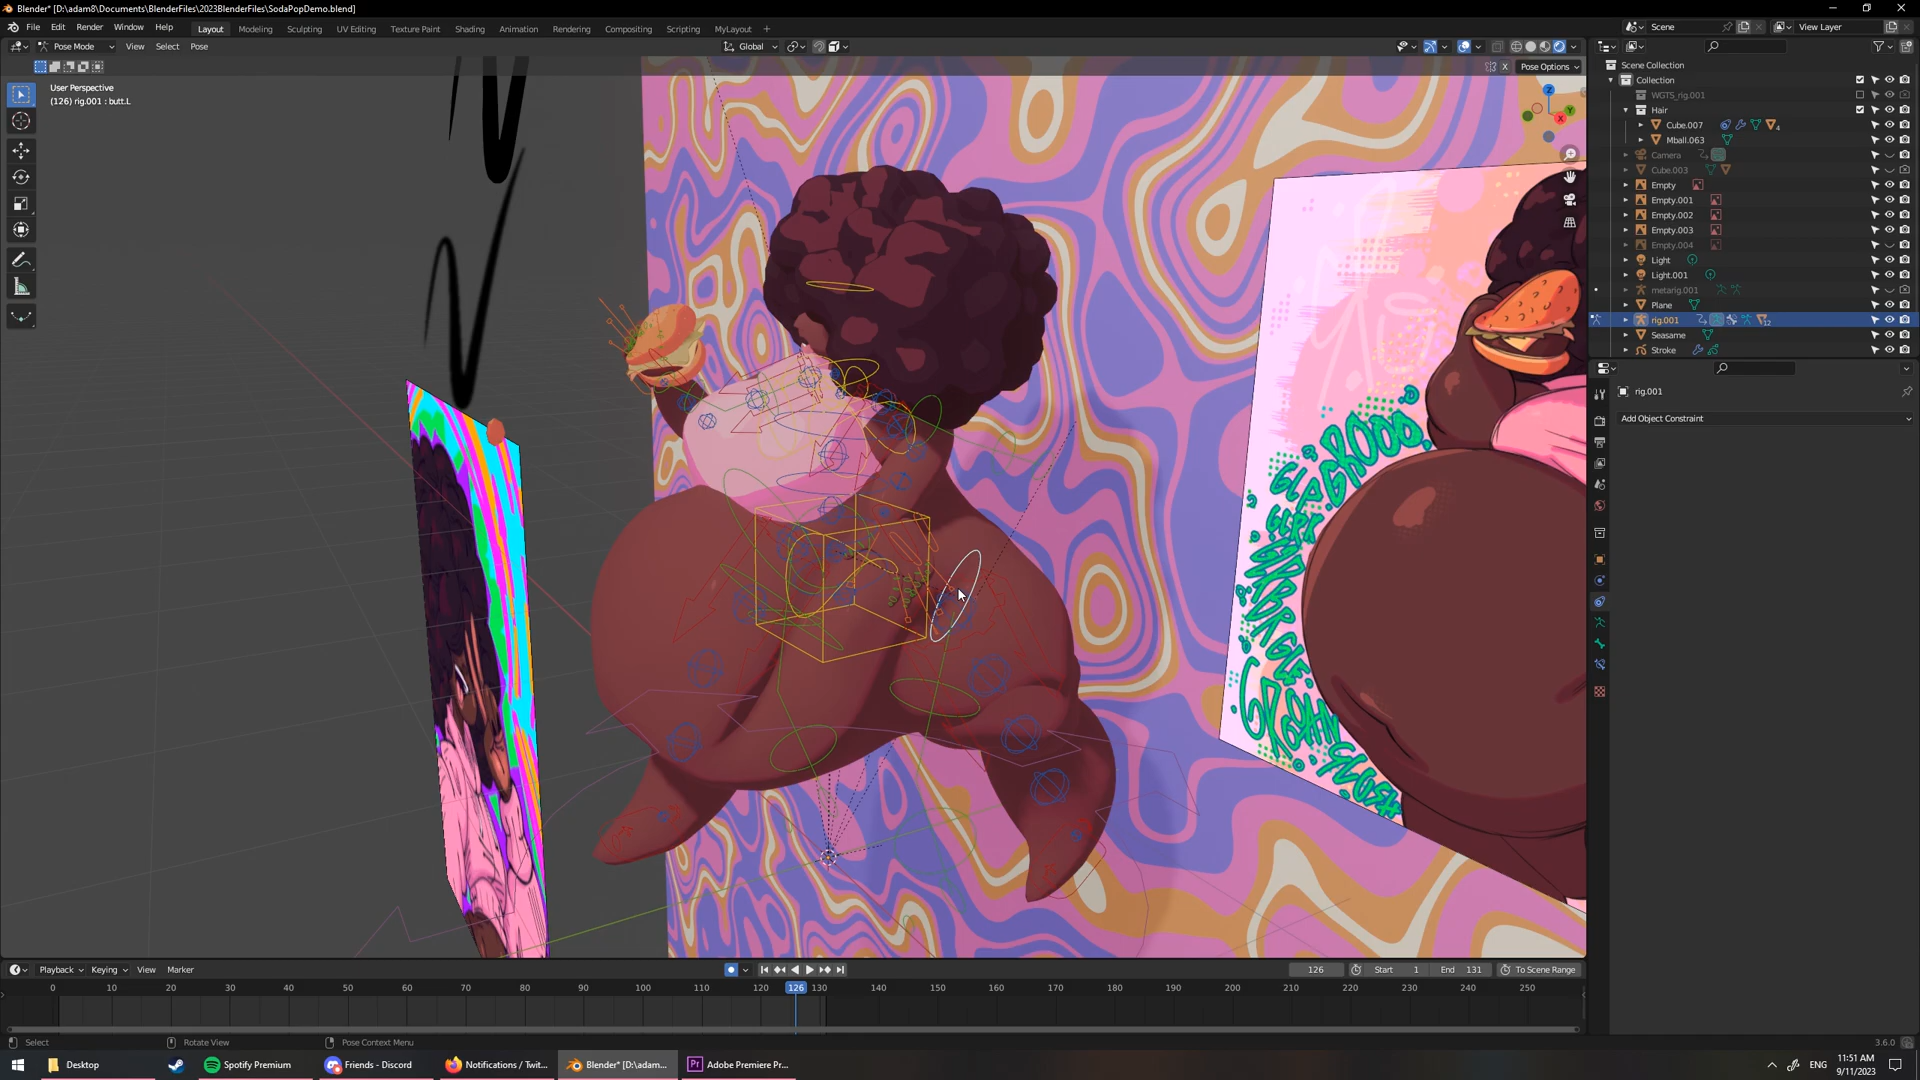 Blender* [D:\adam8\Documents\BlenderFiles\2023BlenderFiles\SodaPopDemo.blend]
File Edit Render Window Help Layout Modeling Sculpting UV Editing Texture Paint Shading Animation Rendering Compositing Scripting MyLayout + Scene View Layer
Pose Mode View Select Pose Global
X Pose Options
User Perspective
(126) rig.001 : butt.L
Scene Collection
Collection
WGTS_rig.001
Hair
Cube.007 4
Mball.063
Camera
Cube.003
Empty
Empty.001
Empty.002
Empty.003
Empty.004
Light
Light.001
metarig.001
Plane
rig.001 12
Seasame
Stroke
rig.001
Add Object Constraint
Z
Y
X
Playback Keying View Marker 126 Start 1 End 131 To Scene Range
0 10 20 30 40 50 60 70 80 90 100 110 120 126 130 140 150 160 170 180 190 200 210 220 230 240 250
Select Rotate View Pose Context Menu 3.6.0
Desktop Spotify Premium Friends - Discord Notifications / Twit... Blender* [D:\adam... Adobe Premiere Pr... ENG 11:51 AM
9/11/2023